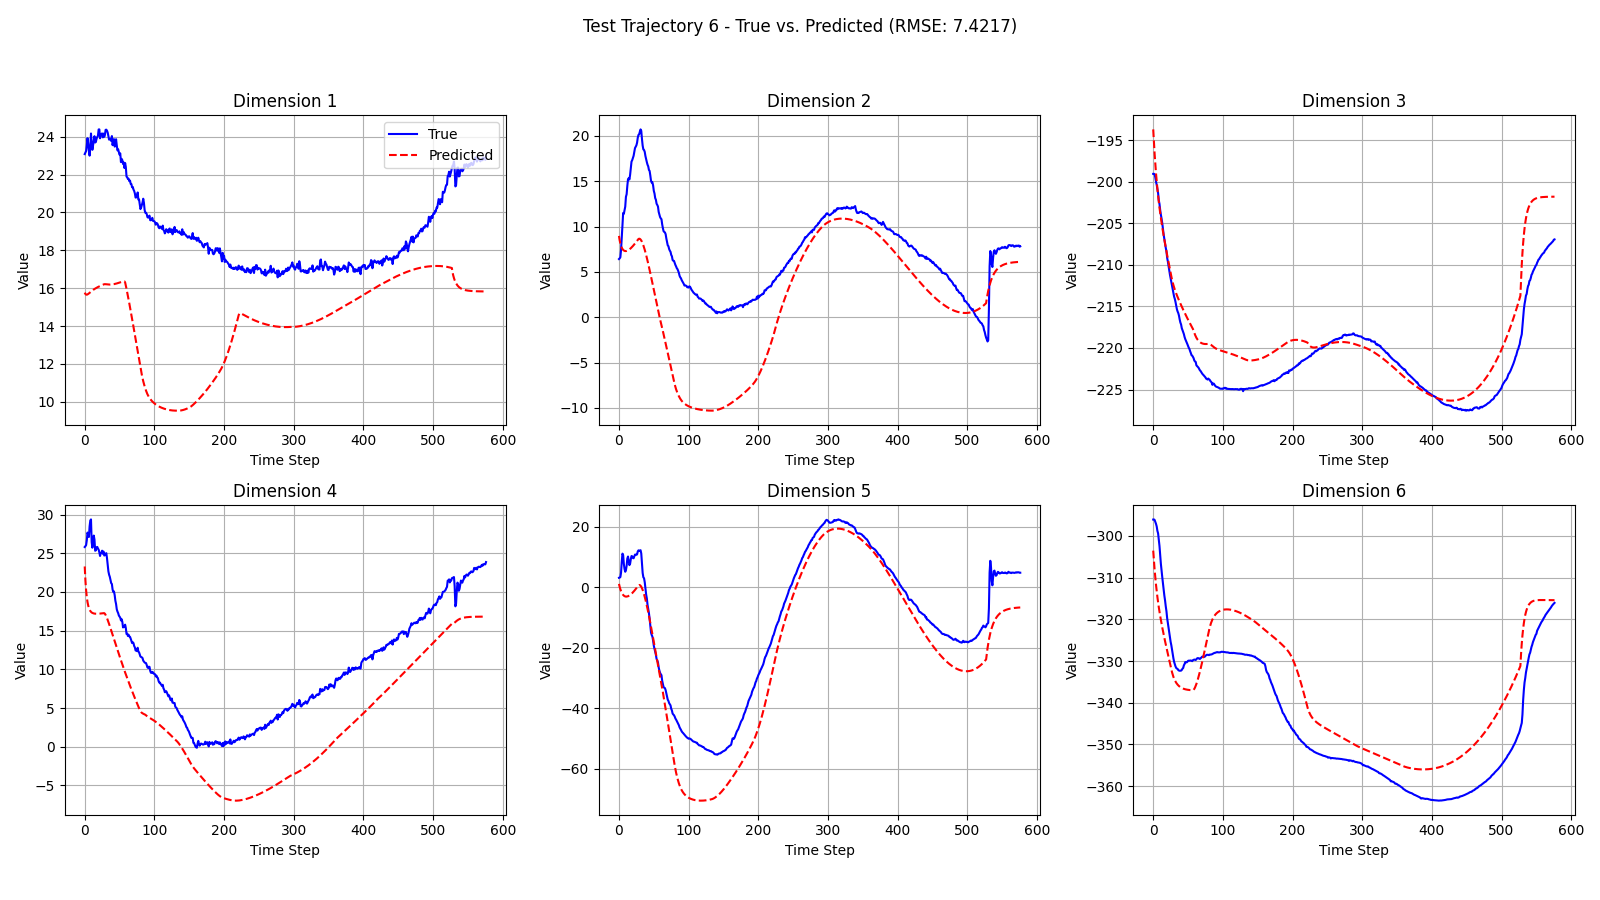 Test Trajectory 6 - True vs. Predicted (RMSE: 7.4217)
Dimension 1
Value
24
22
20
18
16
14
12
10
0 100 200 300 400 500 600
Time Step
True
Predicted
Dimension 2
Value
20
15
10
5
0
−5
−10
0 100 200 300 400 500 600
Time Step
Dimension 3
Value
−195
−200
−205
−210
−215
−220
−225
0 100 200 300 400 500 600
Time Step
Dimension 4
Value
30
25
20
15
10
5
0
−5
0 100 200 300 400 500 600
Time Step
Dimension 5
Value
20
0
−20
−40
−60
0 100 200 300 400 500 600
Time Step
Dimension 6
Value
−300
−310
−320
−330
−340
−350
−360
0 100 200 300 400 500 600
Time Step